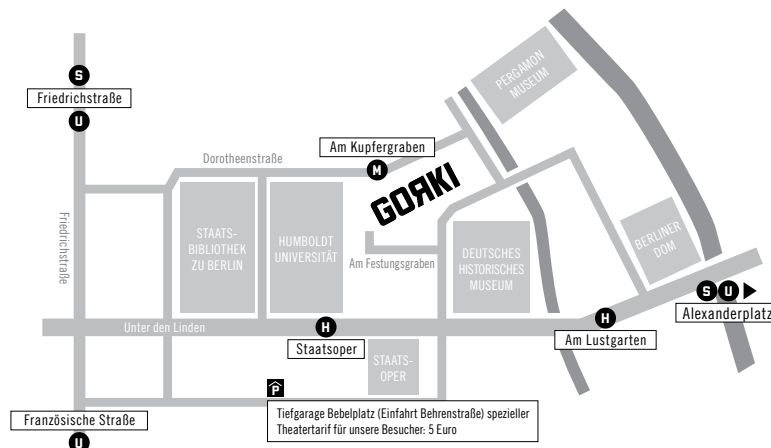 S
Friedrichstraße
U
Dorotheenstraße
Am Kupfergraben
M
GORKI
PERGAMON
MUSEUM
Friedrichstraße
STAATS-
BIBLIOTHEK
ZU BERLIN
HUMBOLDT
UNIVERSITÄT
Am Festungsgraben
DEUTSCHES
HISTORISCHES
MUSEUM
BERLINER
DOM
S U
Alexanderplatz
Unter den Linden
H
Staatsoper
H
Am Lustgarten
STAATS-
OPER
P
Tiefgarage Bebelplatz (Einfahrt Behrenstraße) spezieller
Theatertarif für unsere Besucher: 5 Euro
Französische Straße
U